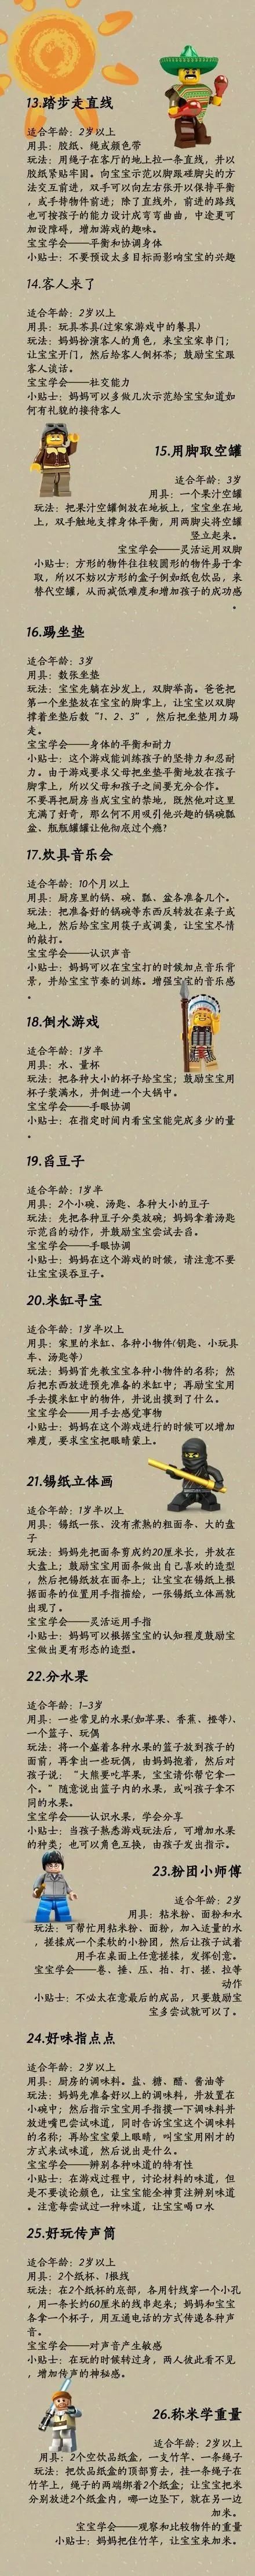 13.踏步走直线
适合年龄：2岁以上
用具：胶纸、绳或颜色带
玩法：用绳子在客厅的地上拉一条直线，并以
胶纸紧贴牢固。向宝宝示范以脚跟碰脚尖的方
法交互前进，双手可以向左右张开以保持平衡
，或手持物件前进；除了直线外，前进的路线
也可按孩子的能力设计成弯弯曲曲，中途更可
加设障碍，增加游戏的趣味。
宝宝学会——平衡和协调身体
小贴士：不要预设太多目标而影响宝宝的兴趣
14.客人来了
适合年龄：2岁以上
用具：玩具茶具(过家家游戏中的餐具)
玩法：妈妈扮演客人的角色，来宝宝家串门；
让宝宝开门，然后给客人倒杯茶；鼓励宝宝跟
客人谈话。
宝宝学会——社交能力
小贴士：妈妈可以多做几次示范给宝宝知道如
何有礼貌的接待客人
15.用脚取空罐
适合年龄：3岁
用具：一个果汁空罐
玩法：把果汁空罐倒放在地板上，宝宝坐在地
上，双手触地支撑身体平衡，用两脚尖将空罐
竖立起来。
宝宝学会——灵活运用双脚
小贴士：方形的物件往往较圆形的物件易于拿
取，所以不妨以方形的盒子例如纸包饮品，来
替代空罐，从而减低难度和增加孩子的成功感
。
16.踢坐垫
适合年龄：3岁
用具：数张坐垫
玩法：宝宝先躺在沙发上，双脚举高。爸爸把
第一个坐垫放在宝宝的脚掌上，让宝宝以双脚
撑着坐垫后数“1、2、3”，然后把坐垫用力踢
走。
宝宝学会——身体的平衡和耐力
小贴士：这个游戏能训练孩子的坚持力和忍耐
力。由于游戏要求父母把坐垫平衡地放在孩子
脚掌上，所以父母和孩子之间要充分合作。
不要再把厨房当成宝宝的禁地，既然他对这里
充满了好奇，那么何不用吸引他兴趣的锅碗瓢
盆、瓶瓶罐罐让他彻底过个瘾？
17.炊具音乐会
适合年龄：10个月以上
用具：厨房里的锅、碗、瓢、盆各准备几个。
玩法：把准备好的锅碗等东西反转放在桌子或
地上，然后给宝宝用筷子或调羹，让宝宝尽情
的敲打。
宝宝学会——认识声音
小贴士：妈妈可以在宝宝打的时候加点音乐背
景，并给宝宝节奏的训练。增强宝宝的音乐感
。
18.倒水游戏
适合年龄：1岁半
用具：水、量杯
玩法：把各种大小的杯子给宝宝；鼓励宝宝用
杯子装满水，并倒进一个大锅中。
宝宝学会——手眼协调
小贴士：在指定时间内看宝宝能完成多少的量
。
19.舀豆子
适合年龄：1岁半
用具：2个小碗、汤匙、各种大小的豆子
玩法：先把各种豆子分类放碗；妈妈拿着汤匙
示范舀的动作，并鼓励宝宝尝试去舀。
宝宝学会——手眼协调
小贴士：妈妈在这个游戏的时候，请注意不要
让宝宝误吞豆子。
20.米缸寻宝
适合年龄：1岁半以上
用具：家里的米缸、各种小物件(钥匙、小玩具
车、汤匙等)
玩法：妈妈首先教宝宝各种小物件的名称；然
后把东西放进预先准备的米缸中；再励宝宝用
手去摸米缸中的物件，并说出摸到了什么。
宝宝学会——用手去感觉事物
小贴士：妈妈在这个游戏进行的时候可以增加
难度，要求宝宝把眼睛蒙上。
21.锡纸立体画
适合年龄：1岁半以上
用具：锡纸一张、没有煮熟的粗面条、大的盘
子
玩法：妈妈先把面条剪成约20厘米长，并放在
大盘上；鼓励宝宝用面条做出自己喜欢的造型
，然后把锡纸放在面条上；让宝宝在锡纸上根
据面条的位置用手指描绘，一张锡纸立体画就
出现了。
宝宝学会——灵活运用手指
小贴士：妈妈可以根据宝宝的认知程度鼓励宝
宝做出更有形态的造型。
22.分水果
适合年龄：1-3岁
用具：一些常见的水果(如苹果、香蕉、橙等)、
一个篮子、玩偶
玩法：将一个盛着各种水果的篮子放到孩子的
面前，再拿出一些玩偶，由妈妈抱着，然后对
孩子说：“大熊要吃苹果，宝宝请你帮它拿一
个。”随意说出篮子内的水果，或叫孩子拿不
同的水果。
宝宝学会——认识水果，学会分享
小贴士：当孩子熟悉游戏玩法后，可增加水果
的种类；也可以角色互换，由孩子发出指示。
23.粉团小师傅
适合年龄：2岁
用具：粘米粉、面粉和水
玩法：可帮忙用粘米粉、面粉，加入适量的水
，搓揉成一个柔软的小粉团，然后让孩子试着
用手在桌面上任意搓揉，发挥创意。
宝宝学会——卷、捶、压、拍、打、搓、拉等
动作
小贴士：不必太在意最后的成品，只要鼓励宝
宝多尝试就可以了。
24.好味指点点
适合年龄：2岁以上
用具：厨房的调味料。盐、糖、醋、酱油等
玩法：妈妈先准备好以上的调味料，并放置在
小碗中；然后指示宝宝用手指摸一下调味料并
放进嘴巴尝试味道，同时告诉宝宝这个调味料
的名称；再给宝宝蒙上眼睛，叫宝宝用刚才的
方式来试味道，然后说出是什么。
宝宝学会——辨别各种味道的特有性
小贴士：在游戏过程中，讨论材料的味道，但
是不要谈论颜色，让宝宝能全神贯注辨别味道
。注意每尝试过一种味道，让宝宝喝口水
25.好玩传声筒
适合年龄：2岁以上
用具：2个纸杯、1根线
玩法：在2个纸杯的底部，各用针线穿一个小孔
，用一条长约60厘米的线串起来；妈妈和宝宝
各拿一个杯子，用互通电话的方式传递各种声
音。
宝宝学会——对声音产生敏感
小贴士：在玩的时候转过身，两人彼此看不见
，增加传声的神秘感。
26.称米学重量
适合年龄：2岁以上
用具：2个空饮品纸盒，一支竹竿、一条绳子
玩法：把饮品纸盒的顶部剪去，挂一条绳子在
竹竿上，绳子的两端绑着2个纸盒；让宝宝把米
分别放进2个纸盒内，哪一边坠下，就在另一边
加米。
宝宝学会——观察和比较物件的重量
小贴士：妈妈把住竹竿，让宝宝来加米。